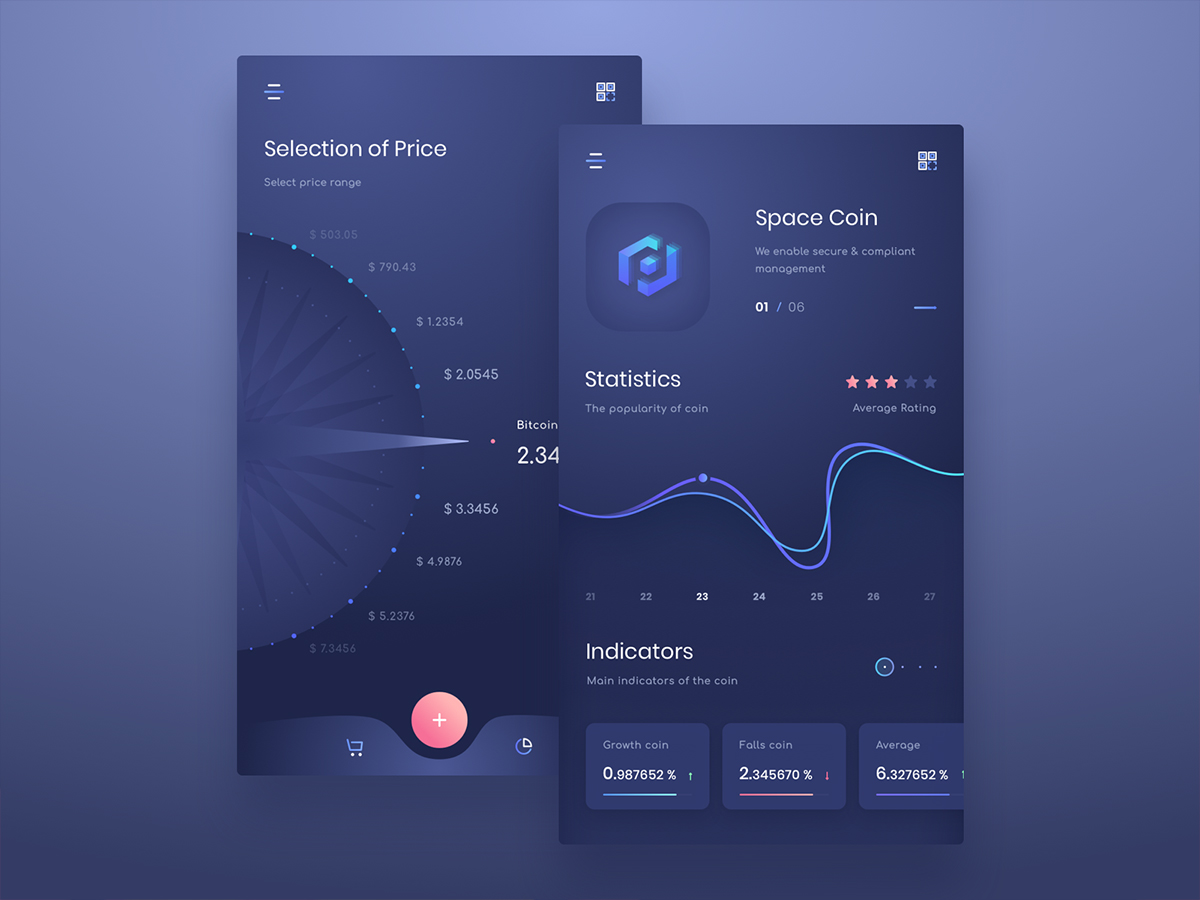 Selection of Price
Select price range
$ 503.05
$ 790.43
$ 1.2354
$ 2.0545
Bitcoin
2.34
$ 3.3456
$ 4.9876
$ 5.2376
$ 7.3456
+
Space Coin
We enable secure & compliant
management
01 / 06
Statistics
The popularity of coin
Average Rating
21 22 23 24 25 26 27
Indicators
Main indicators of the coin
Growth coin
0.987652 % ↑
Falls coin
2.345670 % ↓
Average
6.327652 %